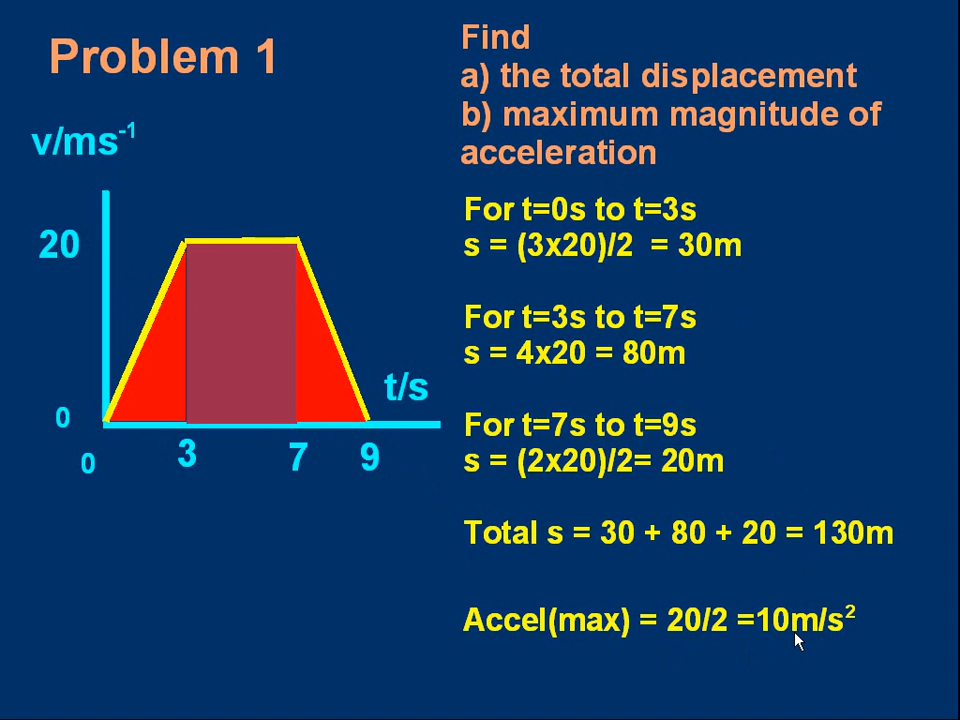 Problem 1
Find
a) the total displacement
b) maximum magnitude of
acceleration
v/ms⁻¹
20
0
0
3
7
9
t/s
For t=0s to t=3s
s = (3x20)/2 = 30m
For t=3s to t=7s
s = 4x20 = 80m
For t=7s to t=9s
s = (2x20)/2= 20m
Total s = 30 + 80 + 20 = 130m
Accel(max) = 20/2 =10m/s²